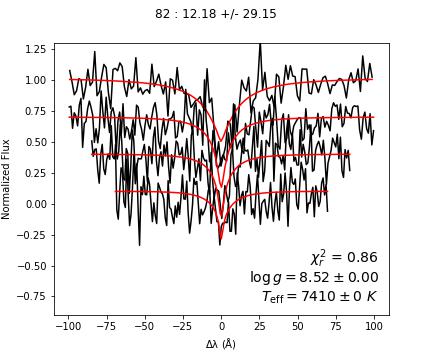 82 : 12.18 +/- 29.15
Normalized Flux
1.25
1.00
0.75
0.50
0.25
0.00
−0.25
−0.50
−0.75
χ²ᵣ = 0.86
log g = 8.52 ± 0.00
T_eff = 7410 ± 0 K
−100 −75 −50 −25 0 25 50 75 100
Δλ (Å)